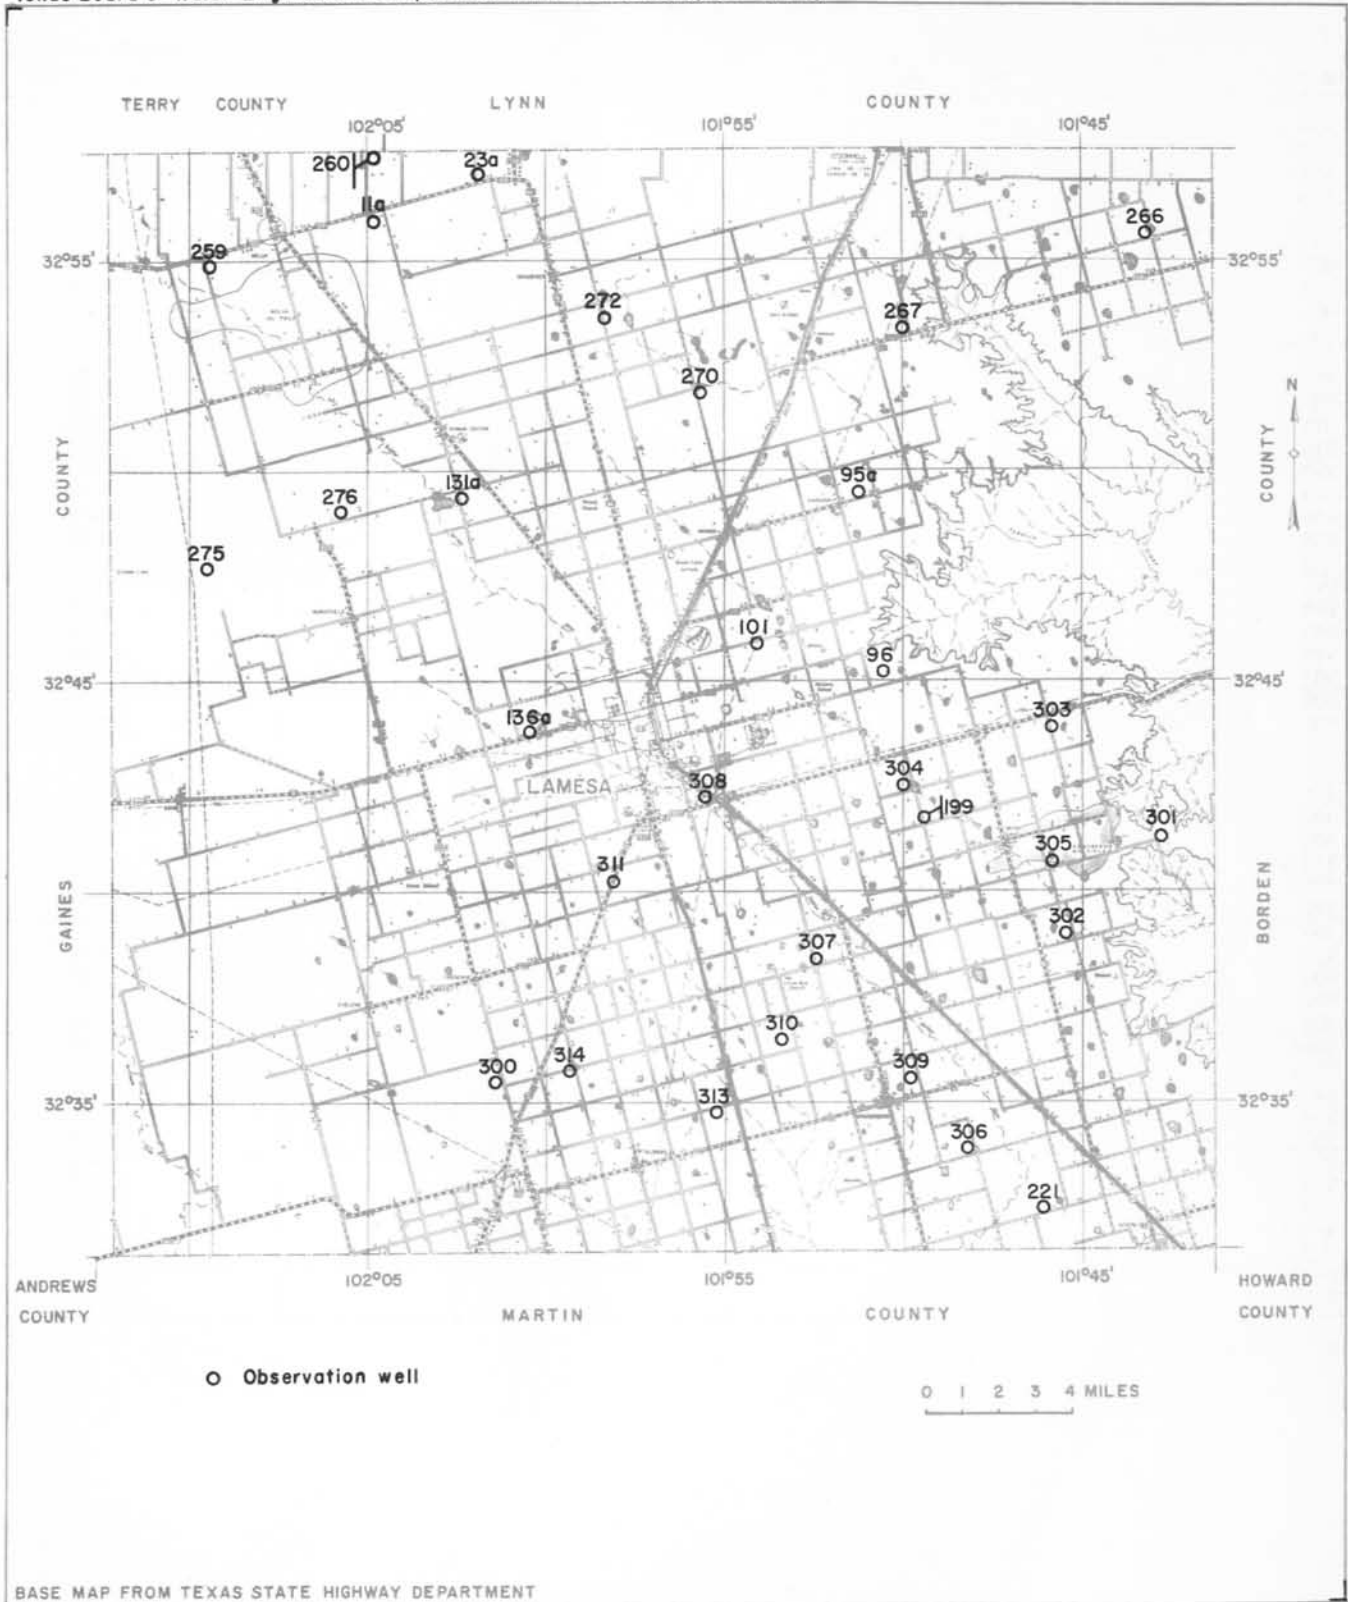 TERRY COUNTY LYNN COUNTY
102°05' 101°55' 101°45'
260 23a
11a
266
259
32°55' 32°55'
272 267
270
N
COUNTY COUNTY
95a
131a
276
275
101
96
32°45' 32°45'
136a 303
304
LAMESA 308
199
301
305
311
302
GAINES BORDEN
307
310
314 309
300
32°35' 313 32°35'
306
221
102°05' 101°55' 101°45'
ANDREWS HOWARD
COUNTY MARTIN COUNTY COUNTY
Observation well
0 1 2 3 4 MILES
BASE MAP FROM TEXAS STATE HIGHWAY DEPARTMENT